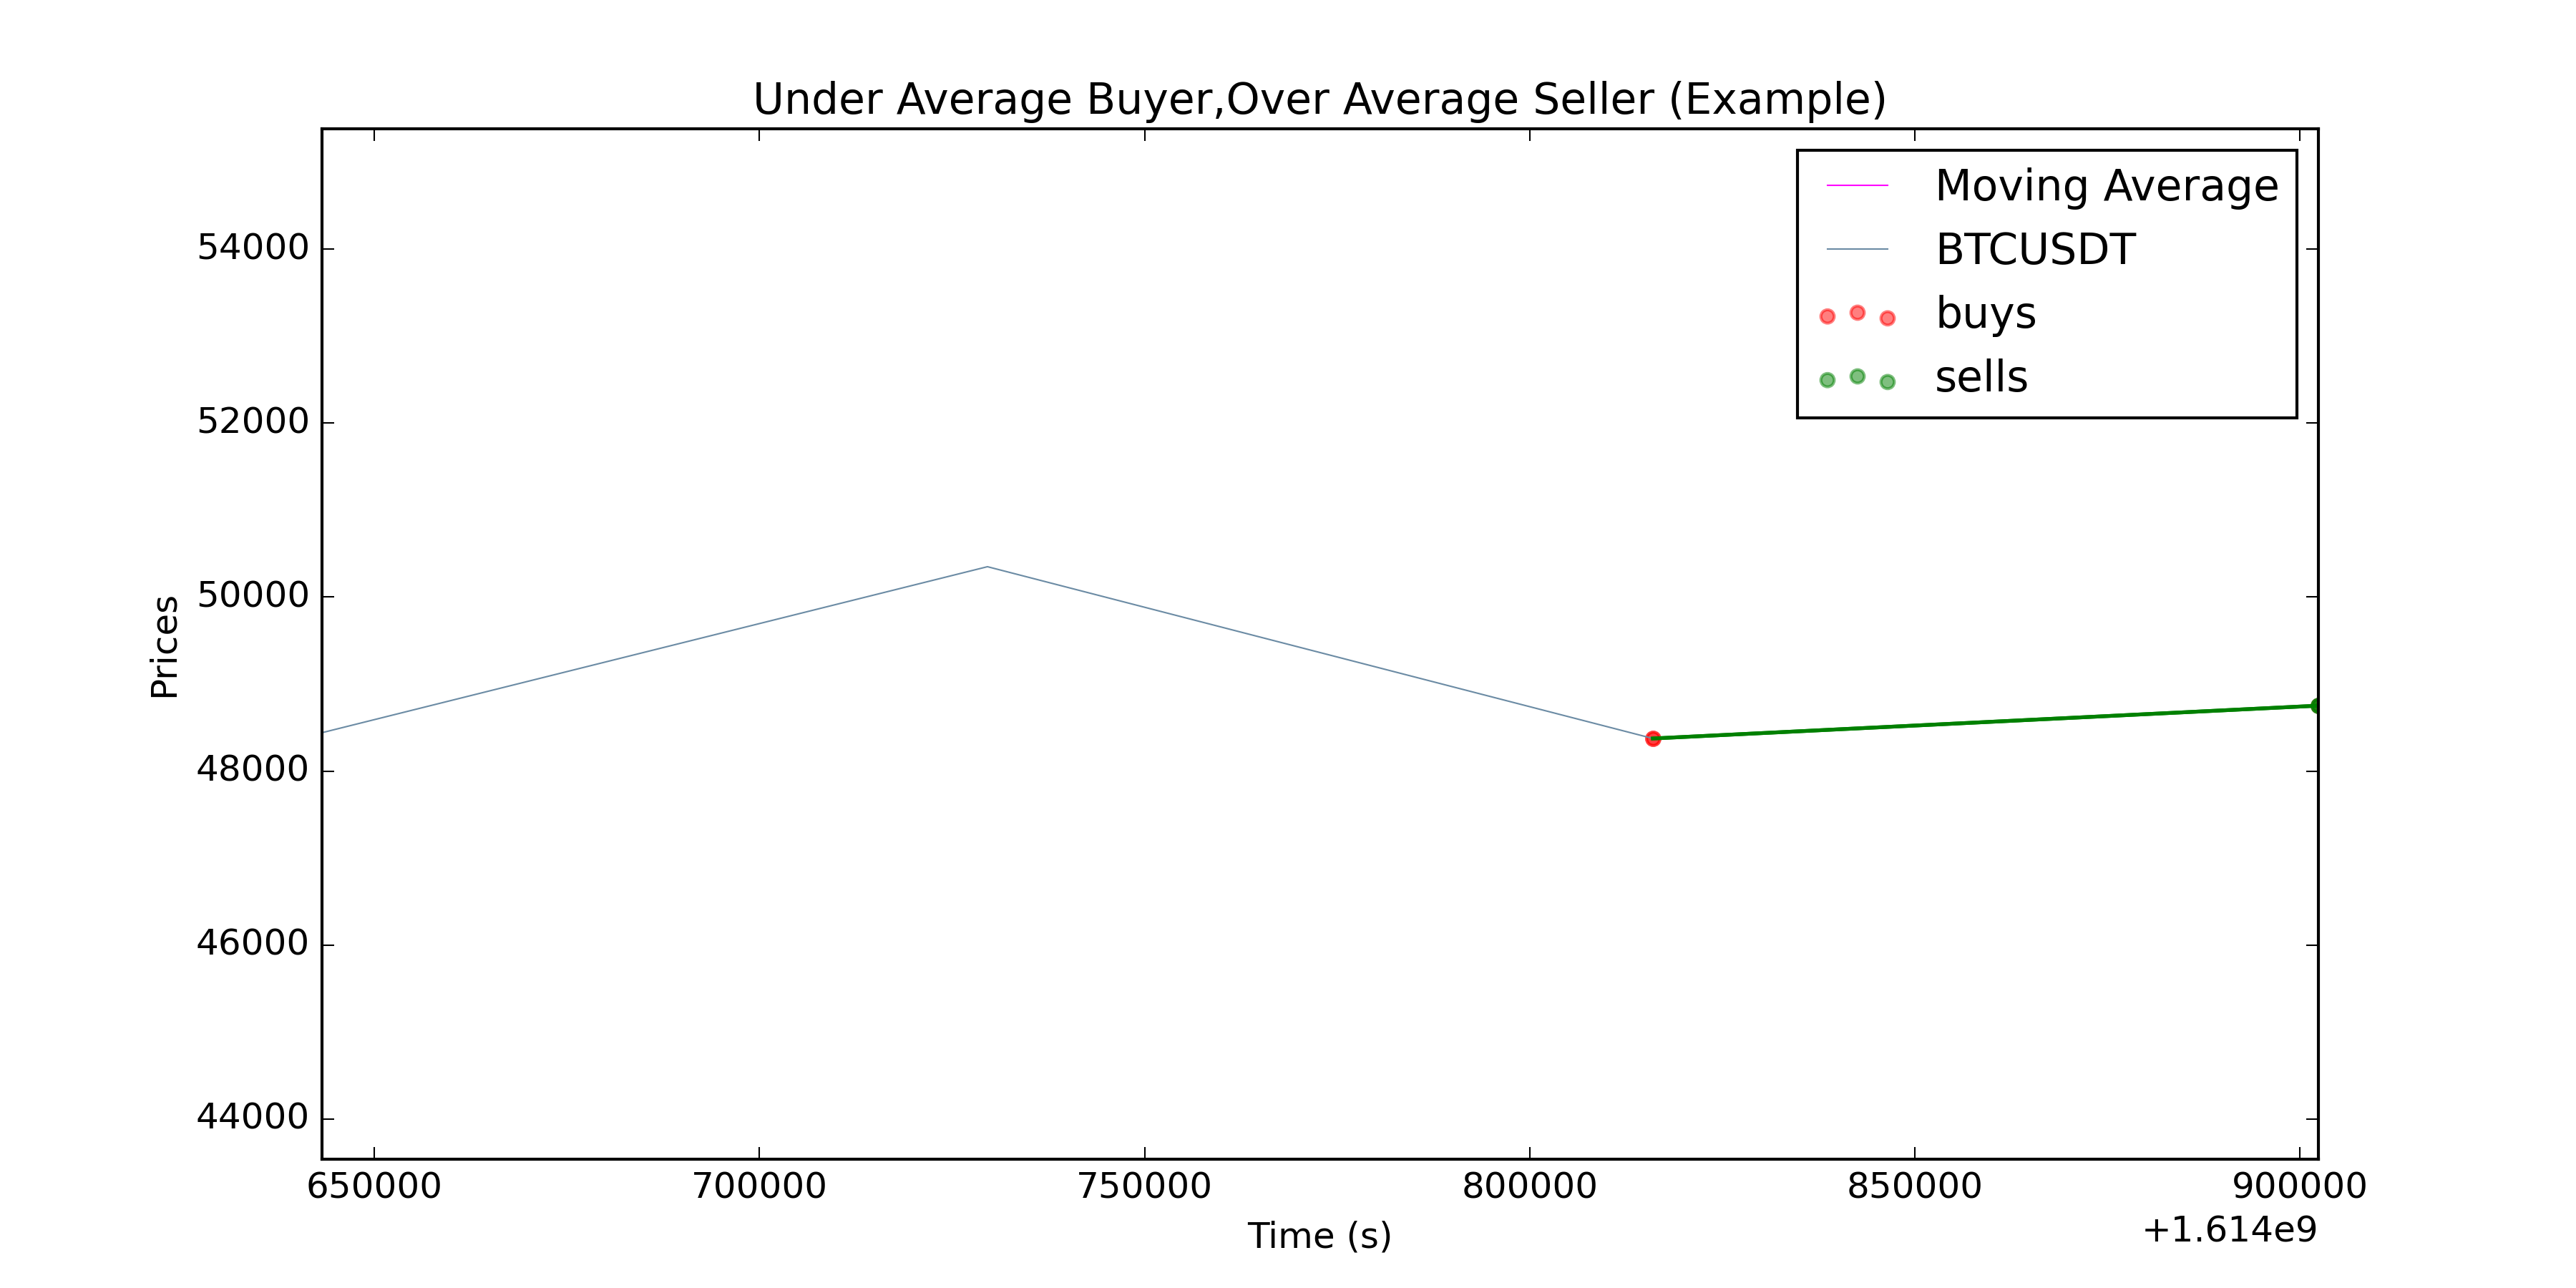 Under Average Buyer,Over Average Seller (Example)
Moving Average
BTCUSDT
buys
sells
Prices
54000
52000
50000
48000
46000
44000
650000 700000 750000 800000 850000 900000
Time (s)
+1.614e9